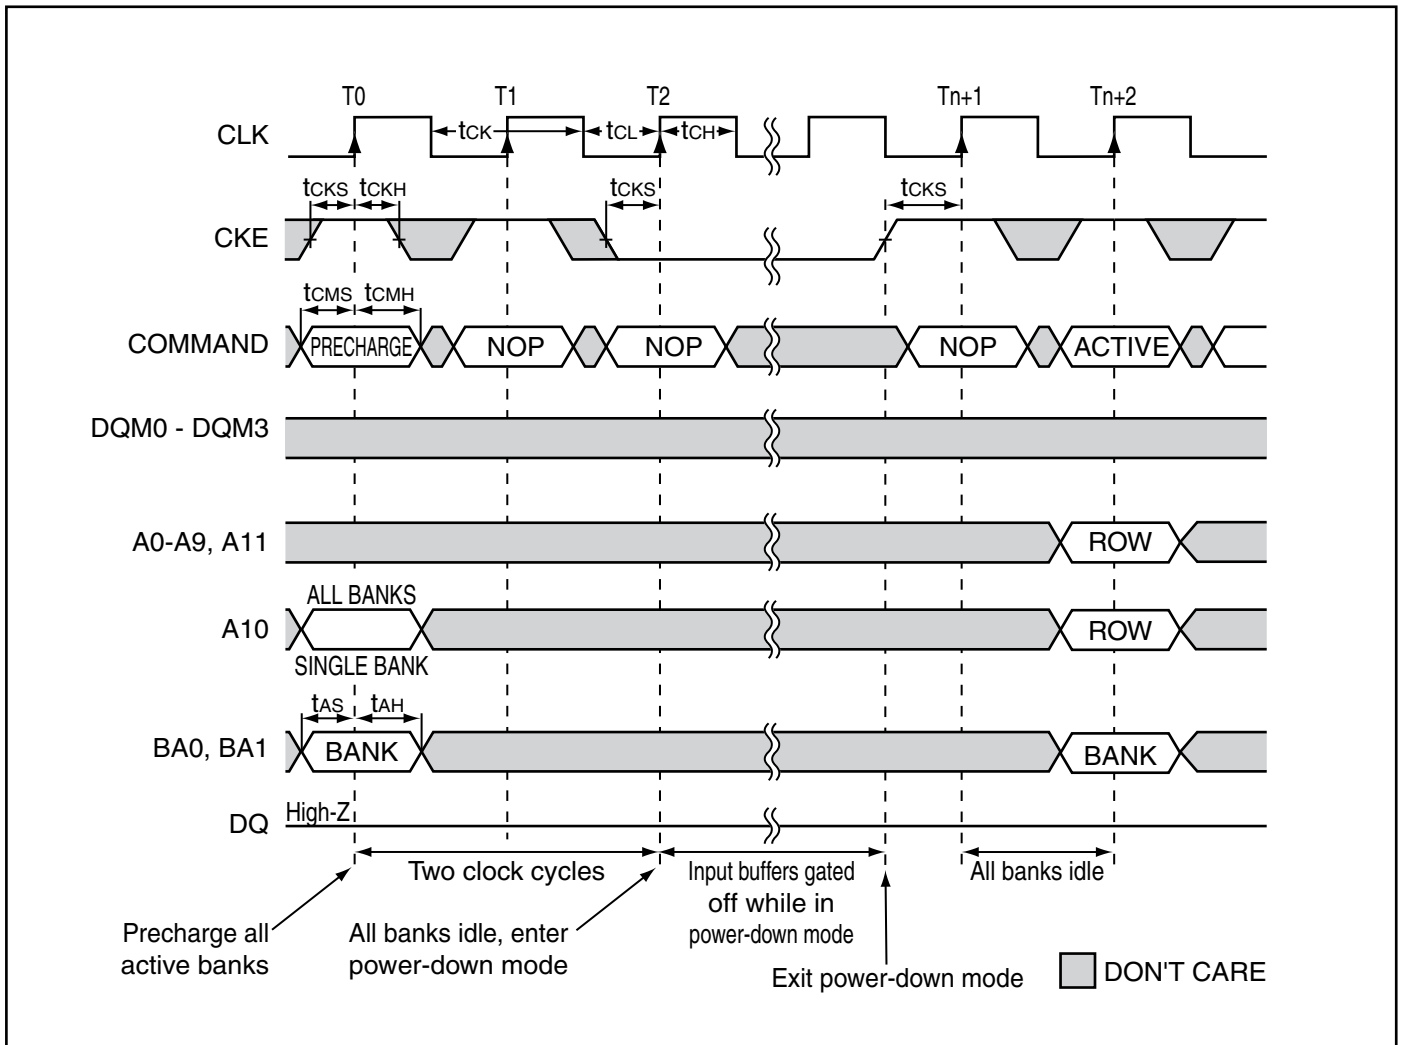 T0 T1 T2 Tn+1 Tn+2
CLK tCK tCL tCH
tCKS tCKH tCKS tCKS
CKE
tCMS tCMH
COMMAND PRECHARGE NOP NOP NOP ACTIVE
DQM0 - DQM3
A0-A9, A11 ROW
ALL BANKS
A10 ROW
SINGLE BANK
tAS tAH
BA0, BA1 BANK BANK
High-Z
DQ
Two clock cycles Input buffers gated All banks idle
off while in
power-down mode
Precharge all All banks idle, enter
active banks power-down mode
Exit power-down mode DON'T CARE